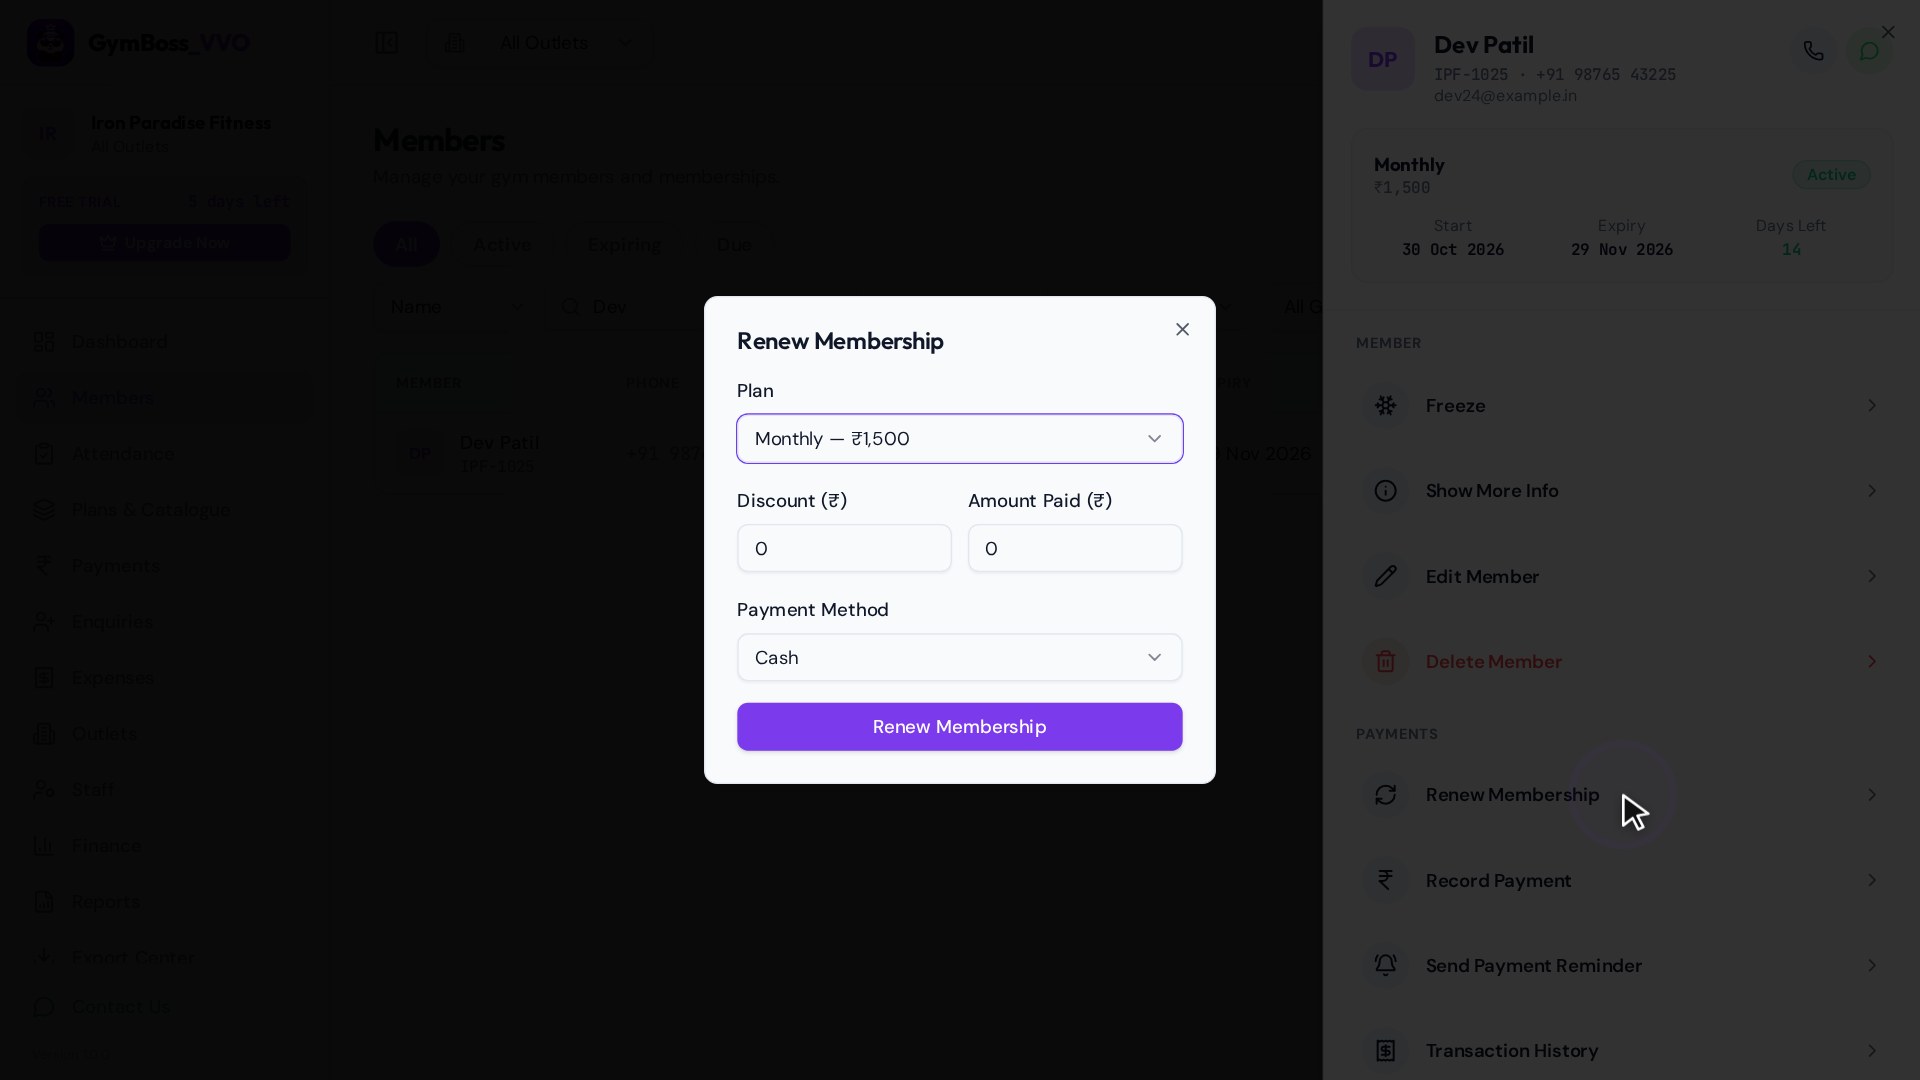 GymBoss_VVO
All Outlets
IR
Iron Paradise Fitness
All Outlets
FREE TRIAL
5 days left
Upgrade Now
Dashboard
Members
Attendance
Plans & Catalogue
Payments
Enquiries
Expenses
Outlets
Staff
Finance
Reports
Export Center
Contact Us
Members
Manage your gym members and memberships.
All
Active
Expiring
Due
Name
Dev
MEMBER
PHONE
DP
Dev Patil
IPF-1025
+91 987
Nov 2026
Renew Membership
Plan
Monthly — ₹1,500
Discount (₹)
Amount Paid (₹)
0
0
Payment Method
Cash
Renew Membership
DP
Dev Patil
IPF-1025 · +91 98765 43225
dev24@example.in
Monthly
₹1,500
Active
Start
Expiry
Days Left
30 Oct 2026
29 Nov 2026
14
MEMBER
Freeze
Show More Info
Edit Member
Delete Member
PAYMENTS
Renew Membership
Record Payment
Send Payment Reminder
Transaction History